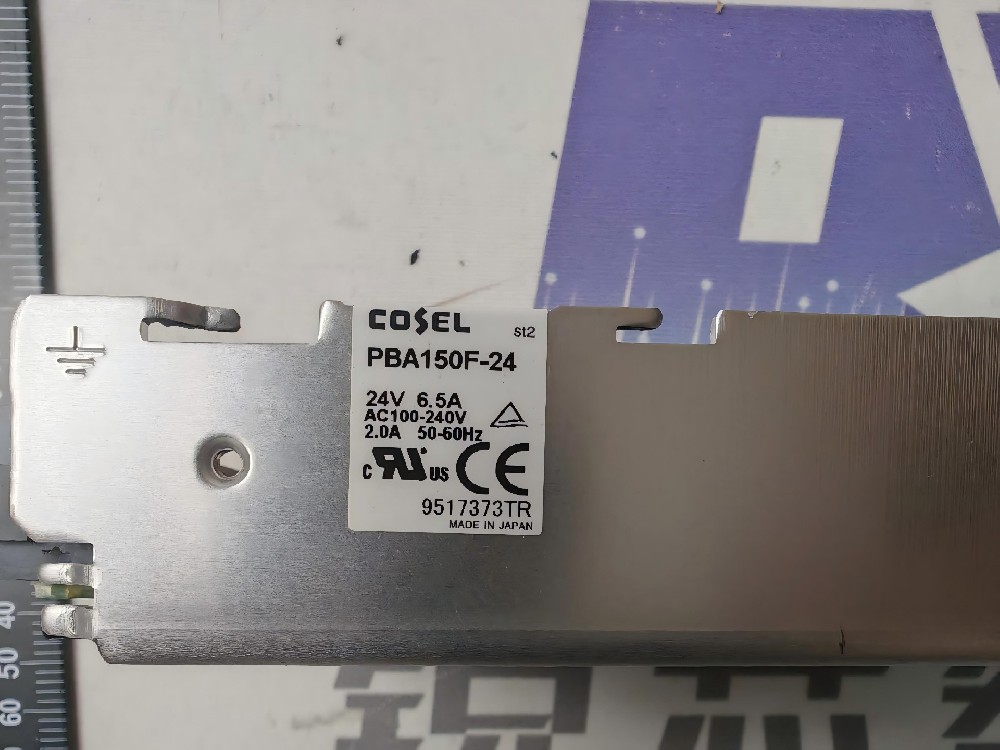 COSEL
st2
PBA150F-24
24V 6.5A
AC100-240V
2.0A 50-60Hz
c RU US CE
9517373TR
MADE IN JAPAN
40
50
60